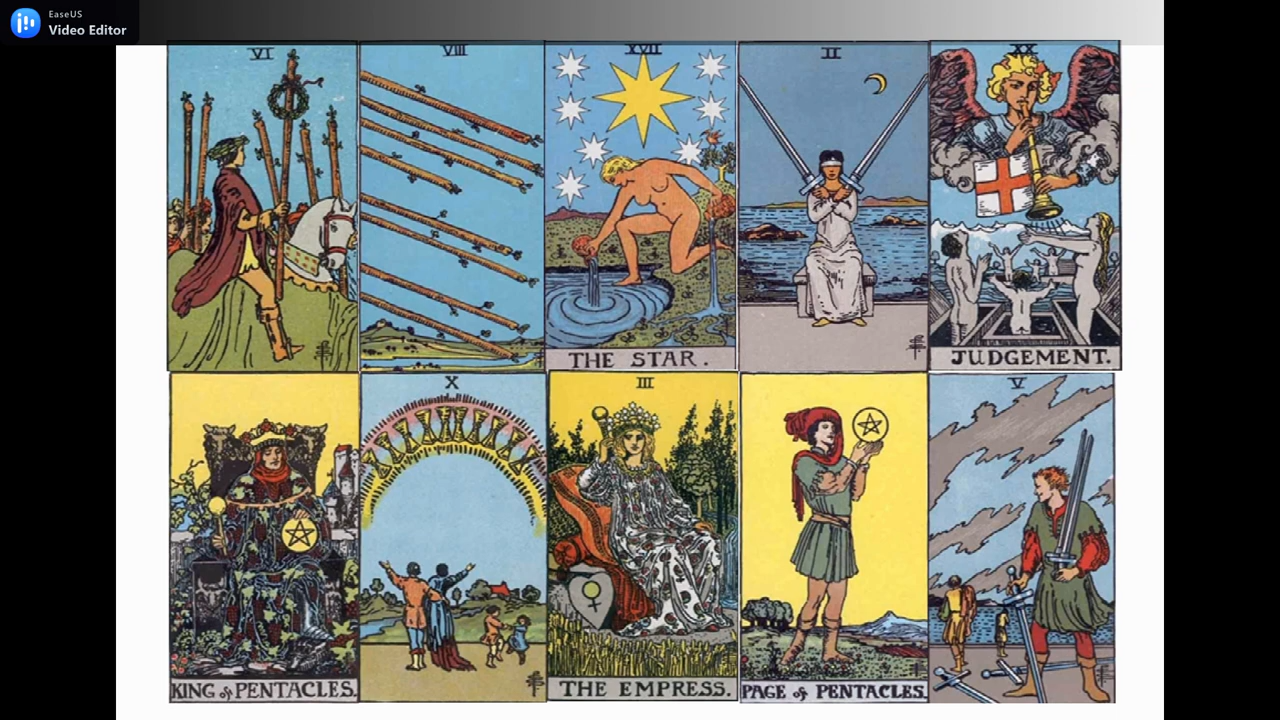 EaseUS
Video Editor
VI
VIII
XVII
II
XX
THE STAR.
JUDGEMENT.
X
III
V
KING of PENTACLES.
THE EMPRESS.
PAGE of PENTACLES.